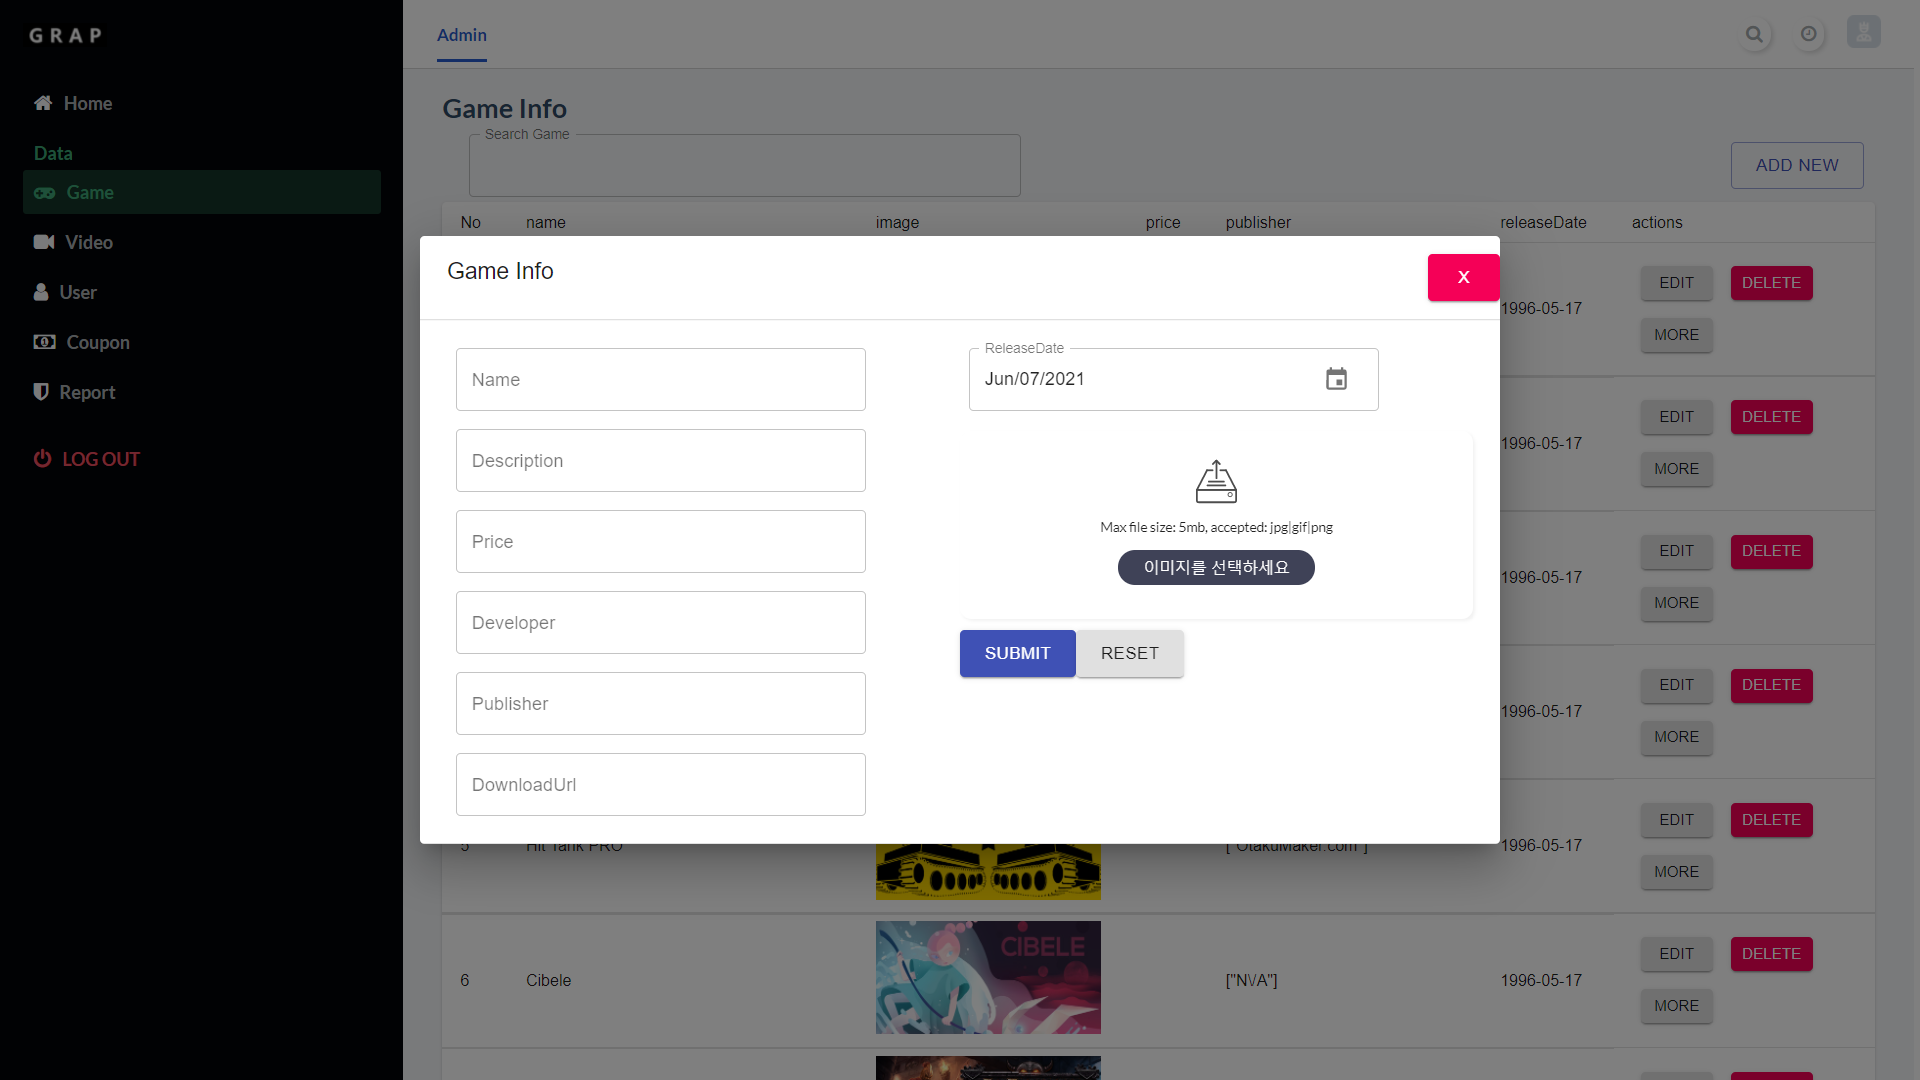 GRAP
Admin
Home
Data
Game
Video
User
Coupon
Report
LOG OUT
Game Info
Search Game
ADD NEW
No name image price publisher releaseDate actions
Game Info
X
Name
Description
Price
Developer
Publisher
DownloadUrl
ReleaseDate
Jun/07/2021
Max file size: 5mb, accepted: jpg|gif|png
이미지를 선택하세요
SUBMIT RESET
1996-05-17 EDIT DELETE
MORE
1996-05-17 EDIT DELETE
MORE
1996-05-17 EDIT DELETE
MORE
1996-05-17 EDIT DELETE
MORE
5 Hit Tank PRO ["OtakuMaker.com"] 1996-05-17 EDIT DELETE
MORE
CIBELE
6 Cibele ["N\/A"] 1996-05-17 EDIT DELETE
MORE